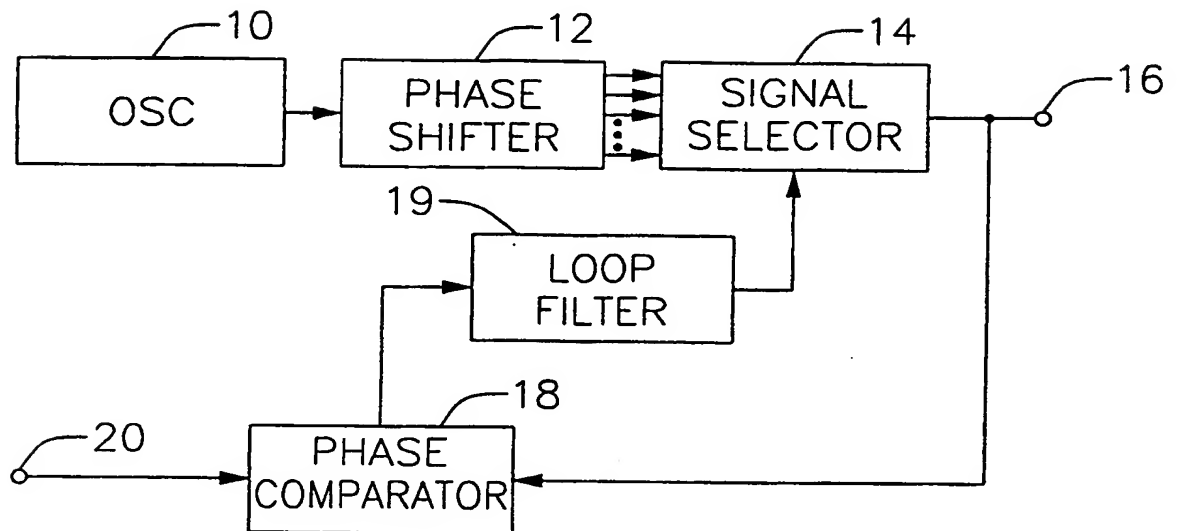 10
12
14
16
OSC
PHASE
SHIFTER
SIGNAL
SELECTOR
19
LOOP
FILTER
18
20
PHASE
COMPARATOR